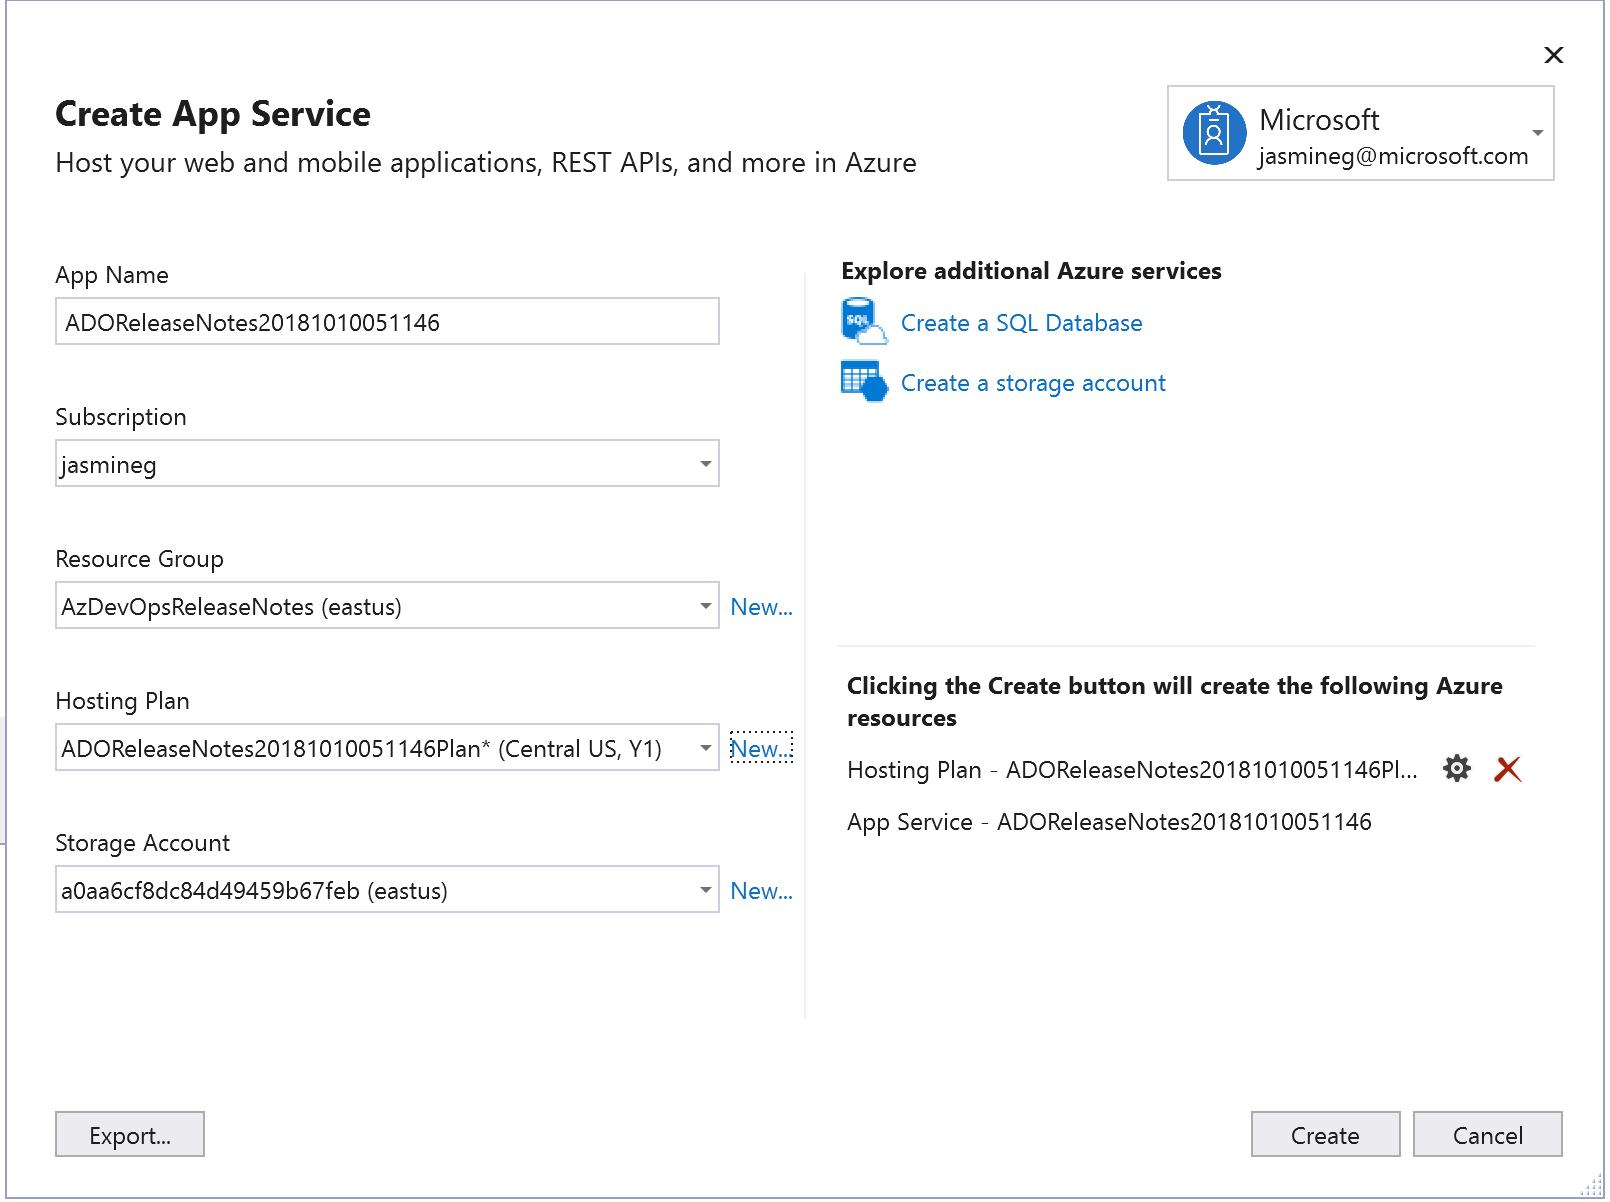 Create App Service
Host your web and mobile applications, REST APIs, and more in Azure
Microsoft
jasmineg@microsoft.com
App Name
ADOReleaseNotes20181010051146
Subscription
jasmineg
Resource Group
AzDevOpsReleaseNotes (eastus)
New...
Hosting Plan
ADOReleaseNotes20181010051146Plan* (Central US, Y1)
New...
Storage Account
a0aa6cf8dc84d49459b67feb (eastus)
New...
Explore additional Azure services
SQL
Create a SQL Database
Create a storage account
Clicking the Create button will create the following Azure
resources
Hosting Plan - ADOReleaseNotes20181010051146Pl...
App Service - ADOReleaseNotes20181010051146
Export...
Create
Cancel